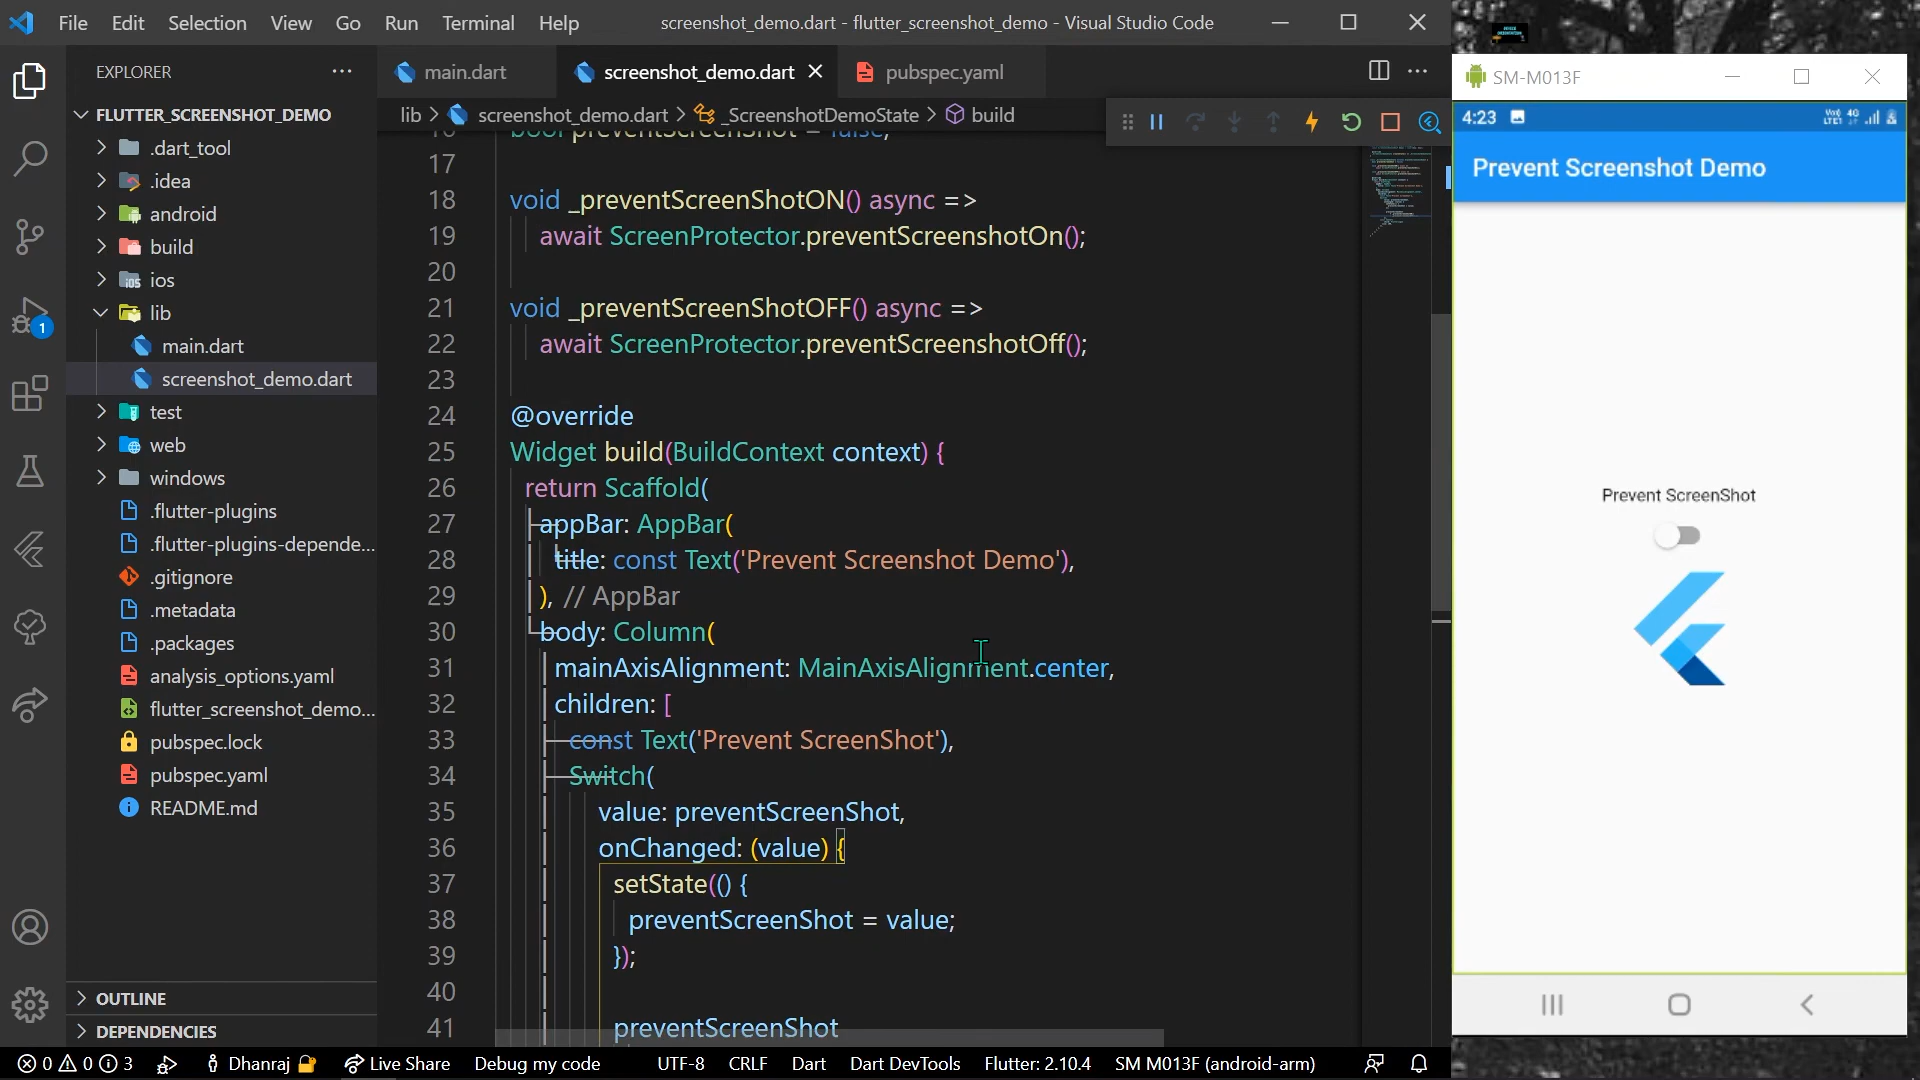 File Edit Selection View Go Run Terminal Help
screenshot_demo.dart - flutter_screenshot_demo - Visual Studio Code
EXPLORER
FLUTTER_SCREENSHOT_DEMO
.dart_tool
.idea
android
build
ios
lib
main.dart
screenshot_demo.dart
test
web
windows
.flutter-plugins
.flutter-plugins-depende...
.gitignore
.metadata
.packages
analysis_options.yaml
flutter_screenshot_demo...
pubspec.lock
pubspec.yaml
README.md
OUTLINE
DEPENDENCIES
1
main.dart
screenshot_demo.dart
pubspec.yaml
lib > screenshot_demo.dart > _ScreenshotDemoState > build
16 bool preventScreenShot = false;
17
18 void _preventScreenShotON() async =>
19 await ScreenProtector.preventScreenshotOn();
20
21 void _preventScreenShotOFF() async =>
22 await ScreenProtector.preventScreenshotOff();
23
24 @override
25 Widget build(BuildContext context) {
26 return Scaffold(
27 appBar: AppBar(
28 title: const Text('Prevent Screenshot Demo'),
29 ), // AppBar
30 body: Column(
31 mainAxisAlignment: MainAxisAlignment.center,
32 children: [
33 const Text('Prevent ScreenShot'),
34 Switch(
35 value: preventScreenShot,
36 onChanged: (value) {
37 setState(() {
38 preventScreenShot = value;
39 });
40
41 preventScreenShot
SM-M013F
4:23
4G
Prevent Screenshot Demo
Prevent ScreenShot
0 0 3 Dhanraj Live Share Debug my code UTF-8 CRLF Dart Dart DevTools Flutter: 2.10.4 SM M013F (android-arm)